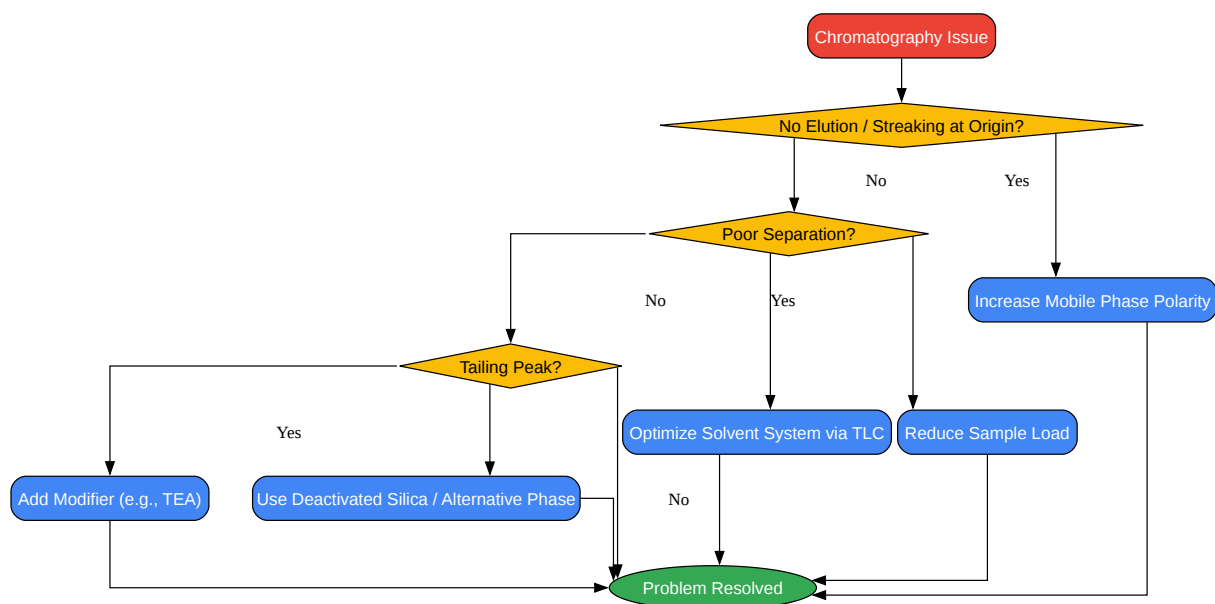 Chromatography Issue
No Elution / Streaking at Origin?
No
Yes
Poor Separation?
No
Yes
Increase Mobile Phase Polarity
Tailing Peak?
Yes
Optimize Solvent System via TLC
Reduce Sample Load
Add Modifier (e.g., TEA)
Use Deactivated Silica / Alternative Phase
No
Problem Resolved